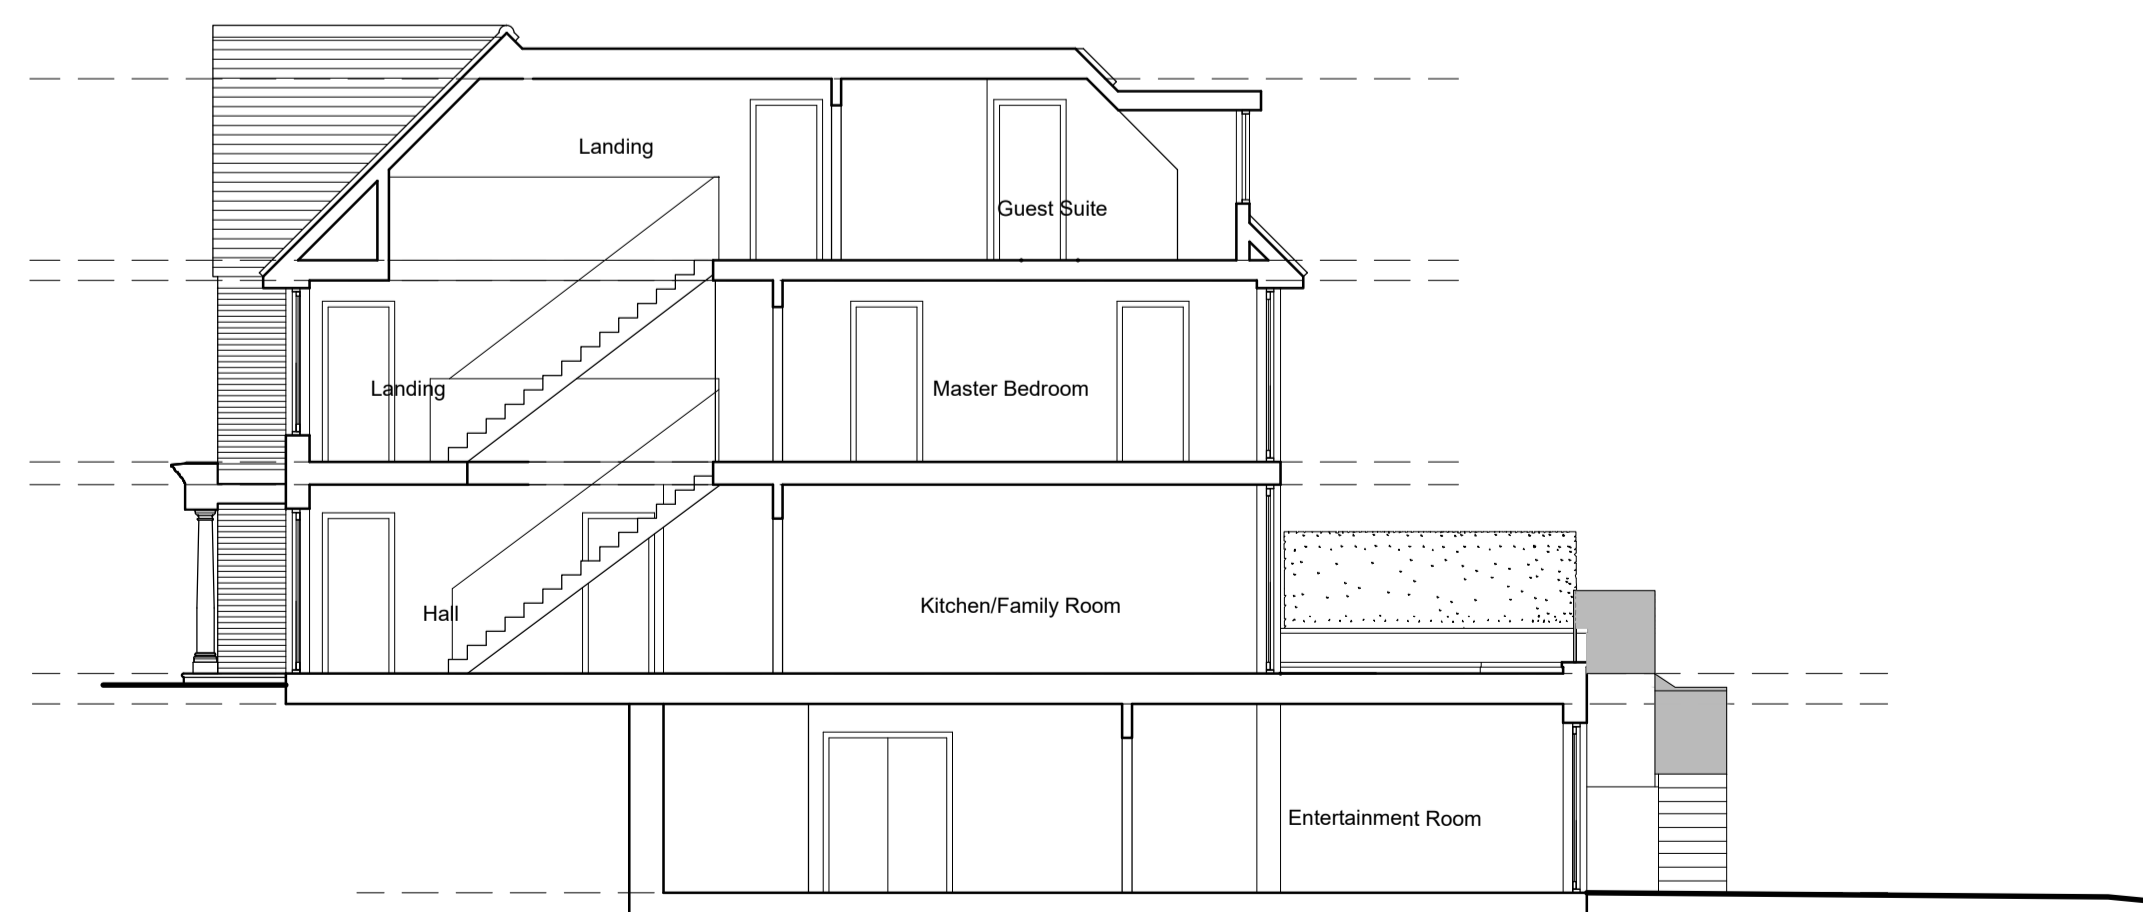 Landing
Guest Suite
Landing
Master Bedroom
Hall
Kitchen/Family Room
Entertainment Room